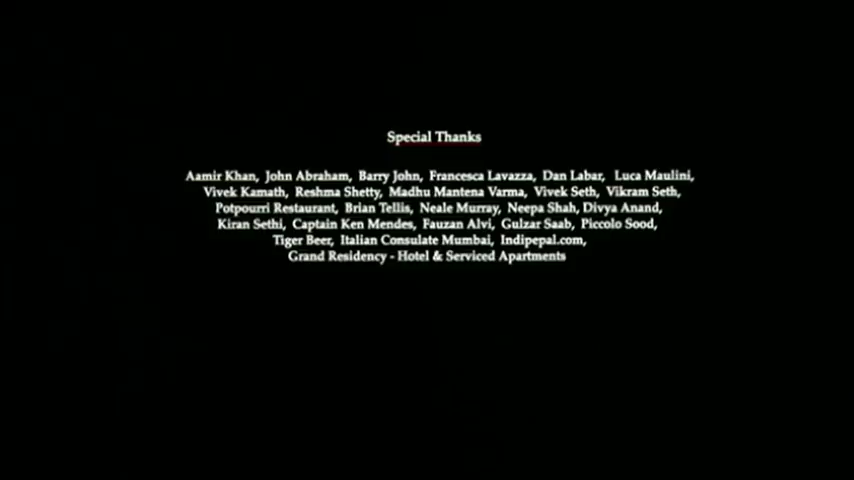 Special Thanks
Aamir Khan, John Abraham, Barry John, Francesca Lavazza, Dan Labar, Luca Maulini,
Vivek Kamath, Reshma Shetty, Madhu Mantena Varma, Vivek Seth, Vikram Seth,
Potpourri Restaurant, Brian Tellis, Neale Murray, Neepa Shah, Divya Anand,
Kiran Sethi, Captain Ken Mendes, Fauzan Alvi, Gulzar Saab, Piccolo Sood,
Tiger Beer, Italian Consulate Mumbai, Indipepal.com,
Grand Residency - Hotel & Serviced Apartments